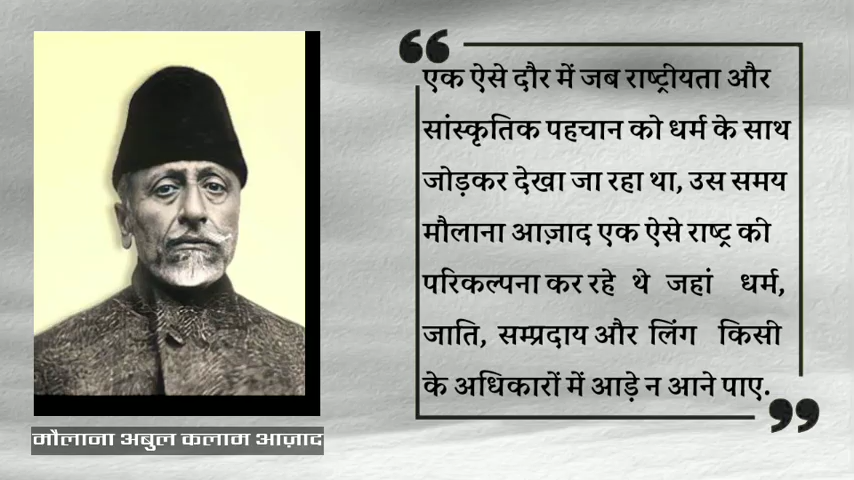 एक ऐसे दौर में जब राष्ट्रीयता और
सांस्कृतिक पहचान को धर्म के साथ
जोड़कर देखा जा रहा था, उस समय
मौलाना आज़ाद एक ऐसे राष्ट्र की
परिकल्पना कर रहे थे जहां धर्म,
जाति, सम्प्रदाय और लिंग किसी
के अधिकारों में आड़े न आने पाए.
मौलाना अबुल कलाम आज़ाद